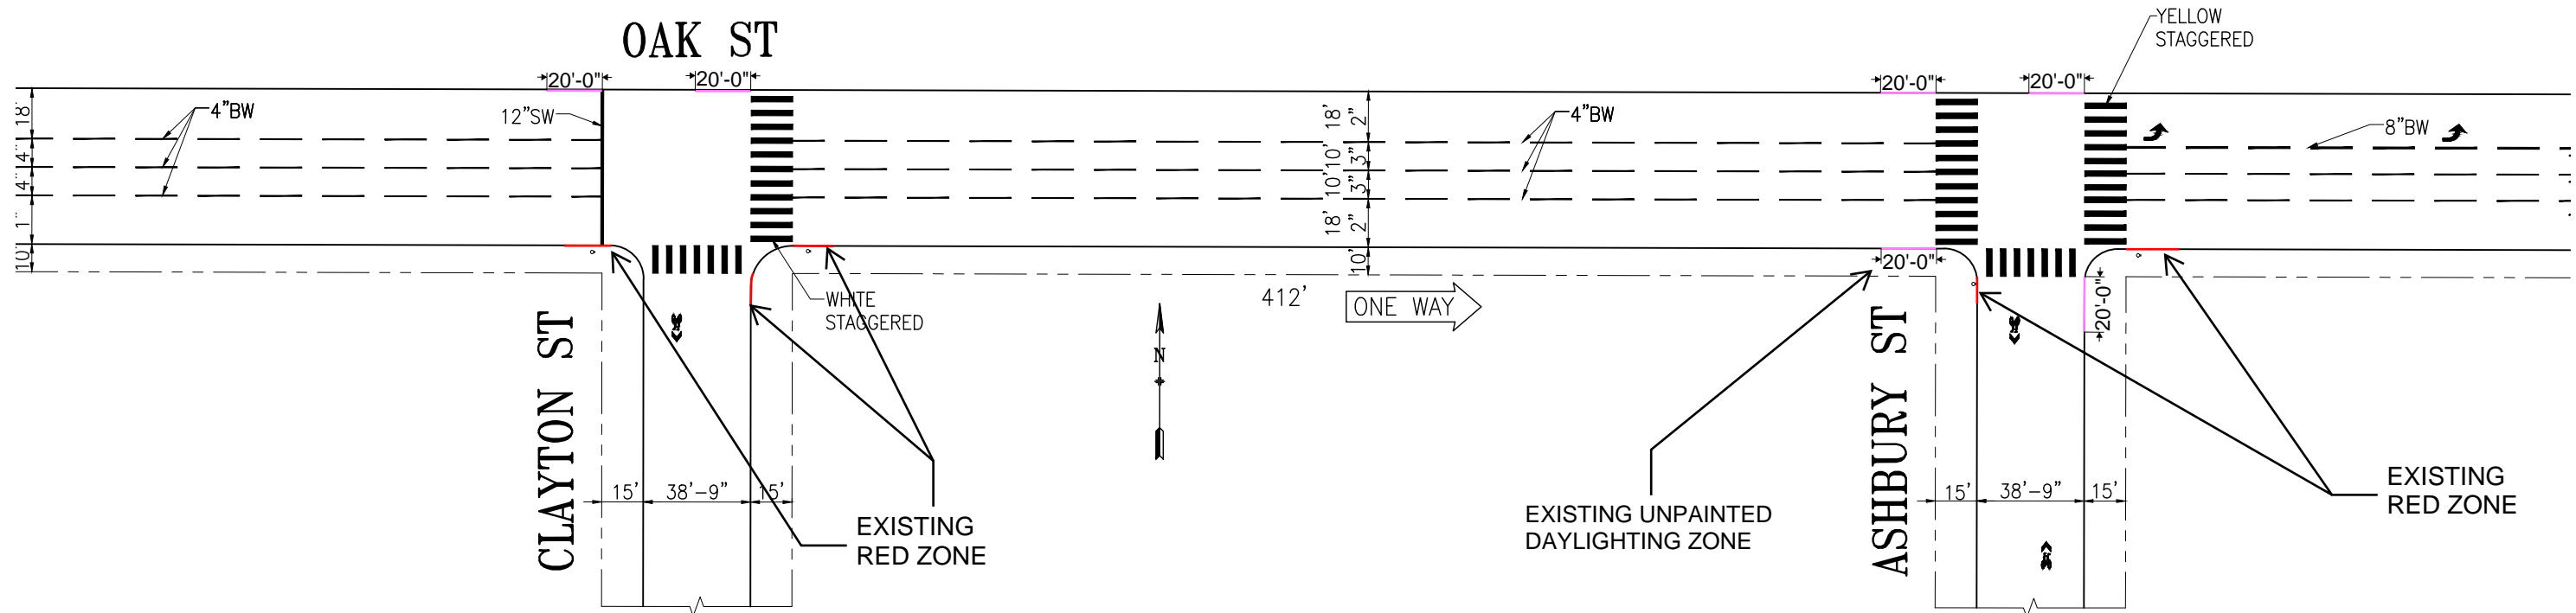 OAK ST
YELLOW
STAGGERED
20'-0"
20'-0"
20'-0"
20'-0"
4"BW
12"SW
4"BW
8"BW
18'
4"
4"
1"
10'
18' 2"
10' 3"
10' 3"
18' 2"
10'
20'-0"
20'-0"
WHITE
STAGGERED
412'
ONE WAY
N
CLAYTON ST
ASHBURY ST
15' 38'-9" 15'
15' 38'-9" 15'
EXISTING
RED ZONE
EXISTING UNPAINTED
DAYLIGHTING ZONE
EXISTING
RED ZONE